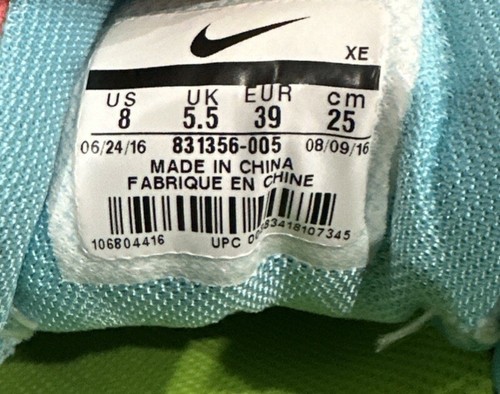 XE
US UK EUR cm
8 5.5 39 25
06/24/16 831356-005 08/09/16
MADE IN CHINA
FABRIQUE EN CHINE
106804416 UPC 00883418107345